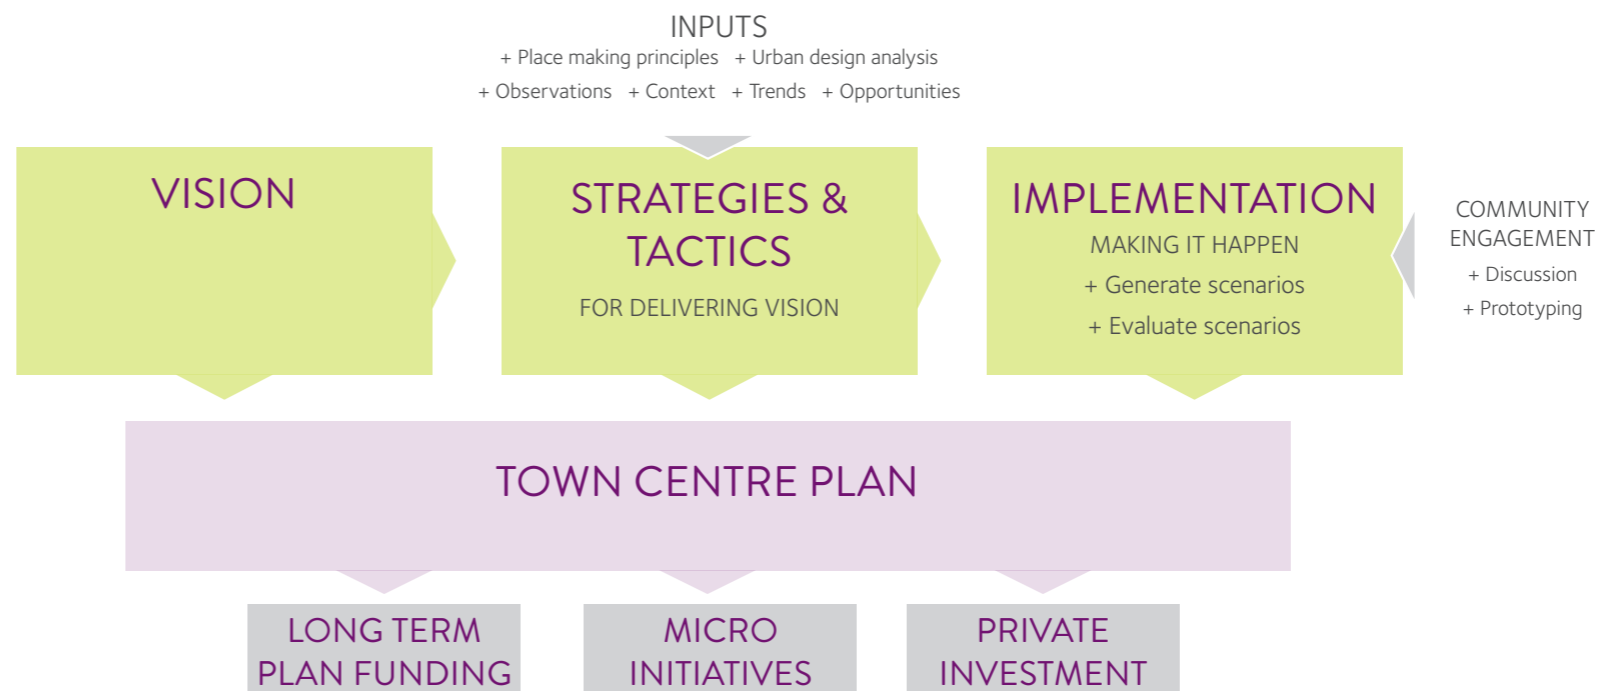 INPUTS
+ Place making principles + Urban design analysis
+ Observations + Context + Trends + Opportunities
VISION
STRATEGIES &
TACTICS
FOR DELIVERING VISION
IMPLEMENTATION
MAKING IT HAPPEN
+ Generate scenarios
+ Evaluate scenarios
COMMUNITY
ENGAGEMENT
+ Discussion
+ Prototyping
TOWN CENTRE PLAN
LONG TERM
PLAN FUNDING
MICRO
INITIATIVES
PRIVATE
INVESTMENT